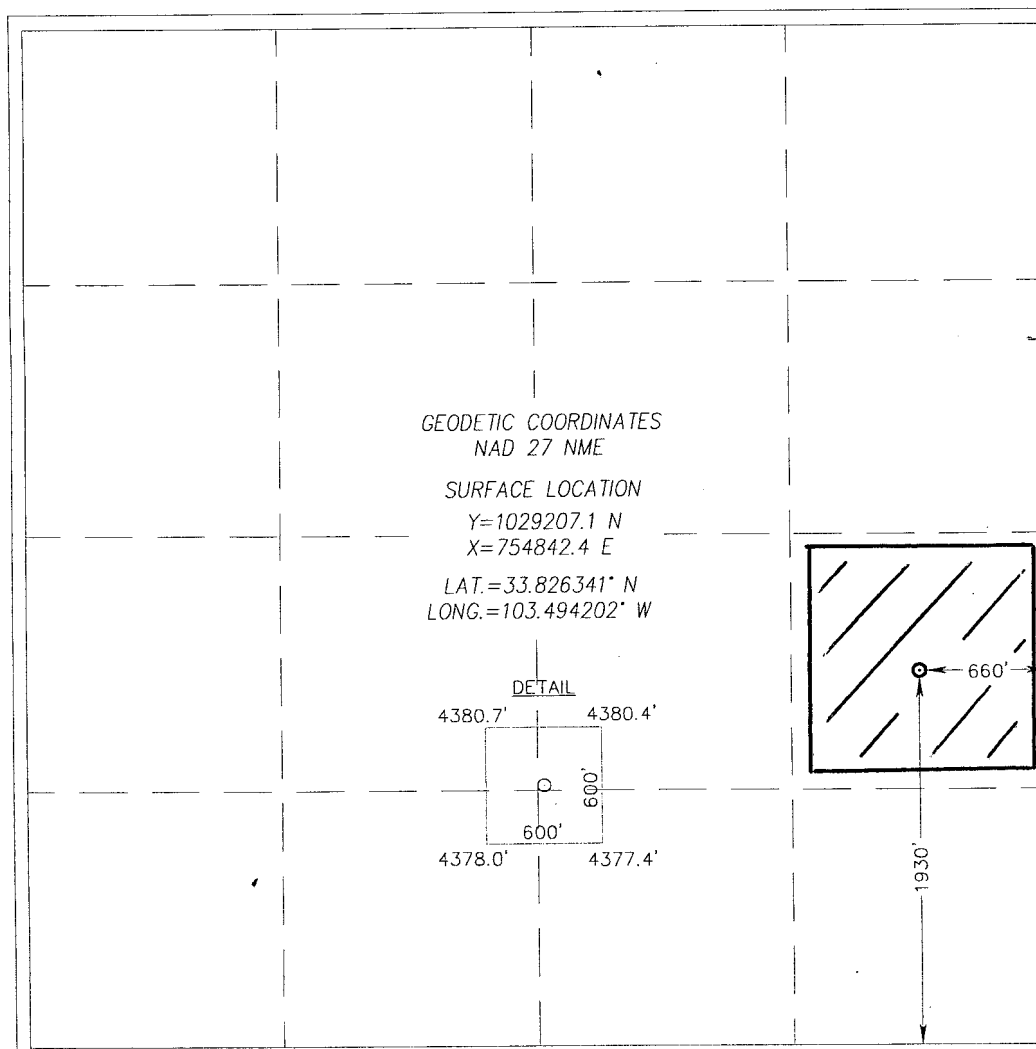 GEODETIC COORDINATES
NAD 27 NME
SURFACE LOCATION
Y=1029207.1 N
X=754842.4 E
LAT.=33.826341° N
LONG.=103.494202° W
DETAIL
4380.7' 4380.4'
600'
600'
4378.0' 4377.4'
660'
1930'